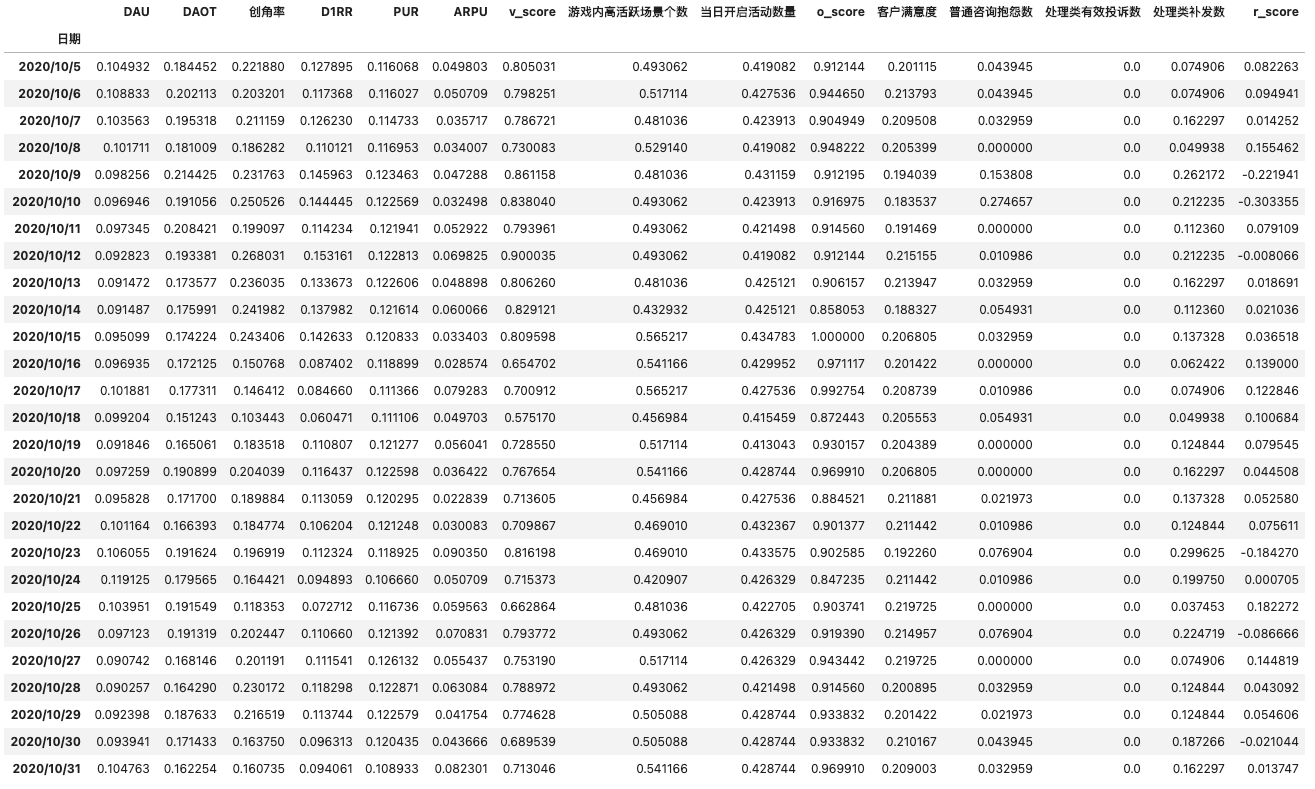 DAU DAOT 创角率 D1RR PUR ARPU v_score 游戏内高活跃场景个数 当日开启活动数量 o_score 客户满意度 普通咨询抱怨数 处理类有效投诉数 处理类补发数 r_score
日期
2020/10/5 0.104932 0.184452 0.221880 0.127895 0.116068 0.049803 0.805031 0.493062 0.419082 0.912144 0.201115 0.043945 0.0 0.074906 0.082263
2020/10/6 0.108833 0.202113 0.203201 0.117368 0.116027 0.050709 0.798251 0.517114 0.427536 0.944650 0.213793 0.043945 0.0 0.074906 0.094941
2020/10/7 0.103563 0.195318 0.211159 0.126230 0.114733 0.035717 0.786721 0.481036 0.423913 0.904949 0.209508 0.032959 0.0 0.162297 0.014252
2020/10/8 0.101711 0.181009 0.186282 0.110121 0.116953 0.034007 0.730083 0.529140 0.419082 0.948222 0.205399 0.000000 0.0 0.049938 0.155462
2020/10/9 0.098256 0.214425 0.231763 0.145963 0.123463 0.047288 0.861158 0.481036 0.431159 0.912195 0.194039 0.153808 0.0 0.262172 -0.221941
2020/10/10 0.096946 0.191056 0.250526 0.144445 0.122569 0.032498 0.838040 0.493062 0.423913 0.916975 0.183537 0.274657 0.0 0.212235 -0.303355
2020/10/11 0.097345 0.208421 0.199097 0.114234 0.121941 0.052922 0.793961 0.493062 0.421498 0.914560 0.191469 0.000000 0.0 0.112360 0.079109
2020/10/12 0.092823 0.193381 0.268031 0.153161 0.122813 0.069825 0.900035 0.493062 0.419082 0.912144 0.215155 0.010986 0.0 0.212235 -0.008066
2020/10/13 0.091472 0.173577 0.236035 0.133673 0.122606 0.048898 0.806260 0.481036 0.425121 0.906157 0.213947 0.032959 0.0 0.162297 0.018691
2020/10/14 0.091487 0.175991 0.241982 0.137982 0.121614 0.060066 0.829121 0.432932 0.425121 0.858053 0.188327 0.054931 0.0 0.112360 0.021036
2020/10/15 0.095099 0.174224 0.243406 0.142633 0.120833 0.033403 0.809598 0.565217 0.434783 1.000000 0.206805 0.032959 0.0 0.137328 0.036518
2020/10/16 0.096935 0.172125 0.150768 0.087402 0.118899 0.028574 0.654702 0.541166 0.429952 0.971117 0.201422 0.000000 0.0 0.062422 0.139000
2020/10/17 0.101881 0.177311 0.146412 0.084660 0.111366 0.079283 0.700912 0.565217 0.427536 0.992754 0.208739 0.010986 0.0 0.074906 0.122846
2020/10/18 0.099204 0.151243 0.103443 0.060471 0.111106 0.049703 0.575170 0.456984 0.415459 0.872443 0.205553 0.054931 0.0 0.049938 0.100684
2020/10/19 0.091846 0.165061 0.183518 0.110807 0.121277 0.056041 0.728550 0.517114 0.413043 0.930157 0.204389 0.000000 0.0 0.124844 0.079545
2020/10/20 0.097259 0.190899 0.204039 0.116437 0.122598 0.036422 0.767654 0.541166 0.428744 0.969910 0.206805 0.000000 0.0 0.162297 0.044508
2020/10/21 0.095828 0.171700 0.189884 0.113059 0.120295 0.022839 0.713605 0.456984 0.427536 0.884521 0.211881 0.021973 0.0 0.137328 0.052580
2020/10/22 0.101164 0.166393 0.184774 0.106204 0.121248 0.030083 0.709867 0.469010 0.432367 0.901377 0.211442 0.010986 0.0 0.124844 0.075611
2020/10/23 0.106055 0.191624 0.196919 0.112324 0.118925 0.090350 0.816198 0.469010 0.433575 0.902585 0.192260 0.076904 0.0 0.299625 -0.184270
2020/10/24 0.119125 0.179565 0.164421 0.094893 0.106660 0.050709 0.715373 0.420907 0.426329 0.847235 0.211442 0.010986 0.0 0.199750 0.000705
2020/10/25 0.103951 0.191549 0.118353 0.072712 0.116736 0.059563 0.662864 0.481036 0.422705 0.903741 0.219725 0.000000 0.0 0.037453 0.182272
2020/10/26 0.097123 0.191319 0.202447 0.110660 0.121392 0.070831 0.793772 0.493062 0.426329 0.919390 0.214957 0.076904 0.0 0.224719 -0.086666
2020/10/27 0.090742 0.168146 0.201191 0.111541 0.126132 0.055437 0.753190 0.517114 0.426329 0.943442 0.219725 0.000000 0.0 0.074906 0.144819
2020/10/28 0.090257 0.164290 0.230172 0.118298 0.122871 0.063084 0.788972 0.493062 0.421498 0.914560 0.200895 0.032959 0.0 0.124844 0.043092
2020/10/29 0.092398 0.187633 0.216519 0.113744 0.122579 0.041754 0.774628 0.505088 0.428744 0.933832 0.201422 0.021973 0.0 0.124844 0.054606
2020/10/30 0.093941 0.171433 0.163750 0.096313 0.120435 0.043666 0.689539 0.505088 0.428744 0.933832 0.210167 0.043945 0.0 0.187266 -0.021044
2020/10/31 0.104763 0.162254 0.160735 0.094061 0.108933 0.082301 0.713046 0.541166 0.428744 0.969910 0.209003 0.032959 0.0 0.162297 0.013747